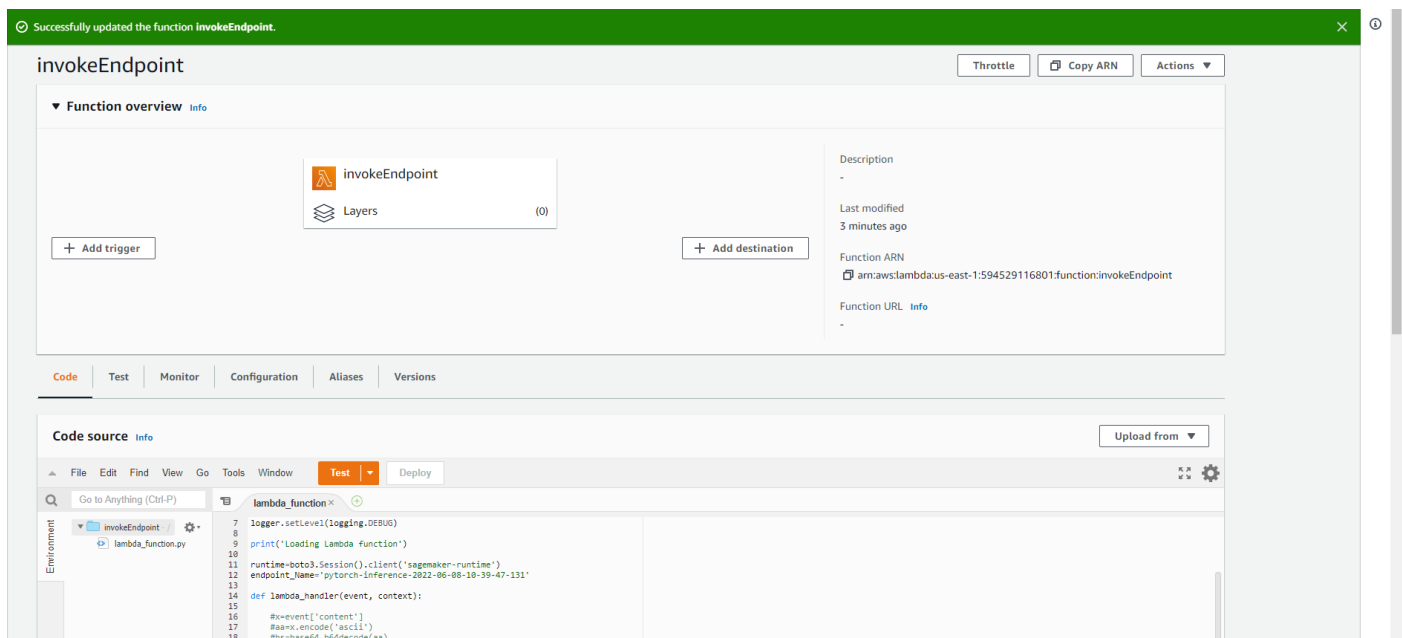 Successfully updated the function invokeEndpoint.
invokeEndpoint
Throttle
Copy ARN
Actions
Function overview Info
invokeEndpoint
Layers (0)
Add trigger
Add destination
Description
-
Last modified
3 minutes ago
Function ARN
arn:aws:lambda:us-east-1:594529116801:function:invokeEndpoint
Function URL Info
-
Code Test Monitor Configuration Aliases Versions
Code source Info
Upload from
File Edit Find View Go Tools Window Test Deploy
Go to Anything (Ctrl-P)
lambda_function
Environment
invokeEndpoint - /
lambda_function.py
7 logger.setLevel(logging.DEBUG)
8
9 print('Loading Lambda function')
10
11 runtime=boto3.Session().client('sagemaker-runtime')
12 endpoint_Name='pytorch-inference-2022-06-08-10-39-47-131'
13
14 def lambda_handler(event, context):
15
16 #x=event['content']
17 #aa=x.encode('ascii')
18 #bs=base64.b64decode(aa)